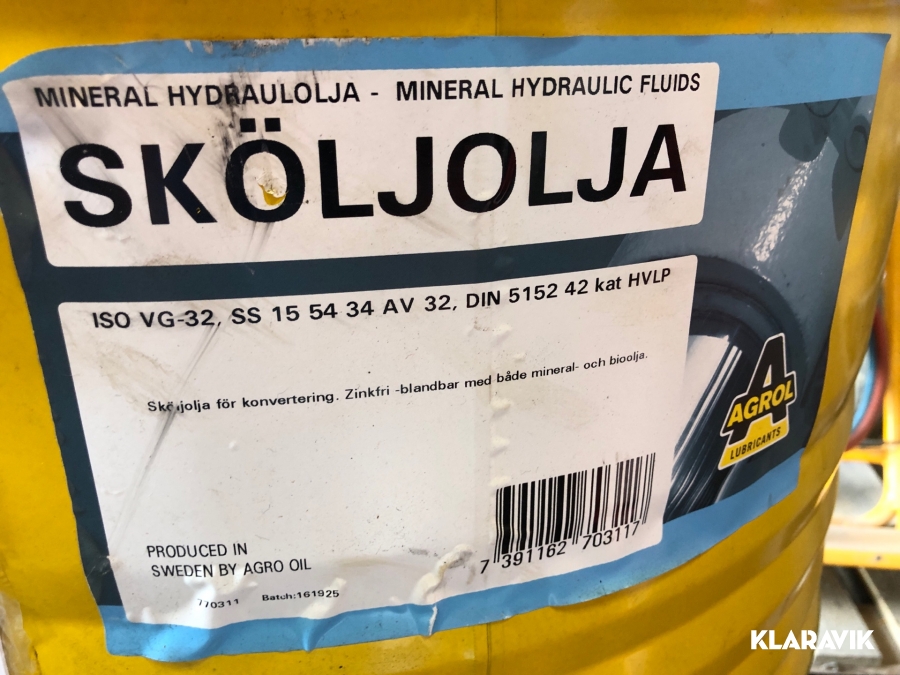 MINERAL HYDRAULOLJA - MINERAL HYDRAULIC FLUIDS
SKÖLJOLJA
ISO VG-32, SS 15 54 34 AV 32, DIN 5152 42 kat HVLP
Sköljolja för konvertering. Zinkfri -blandbar med både mineral- och bioolja.
A
AGROL
LUBRICANTS
7 391162 703117
PRODUCED IN
SWEDEN BY AGRO OIL
770311 Batch:161925
KLARAVIK